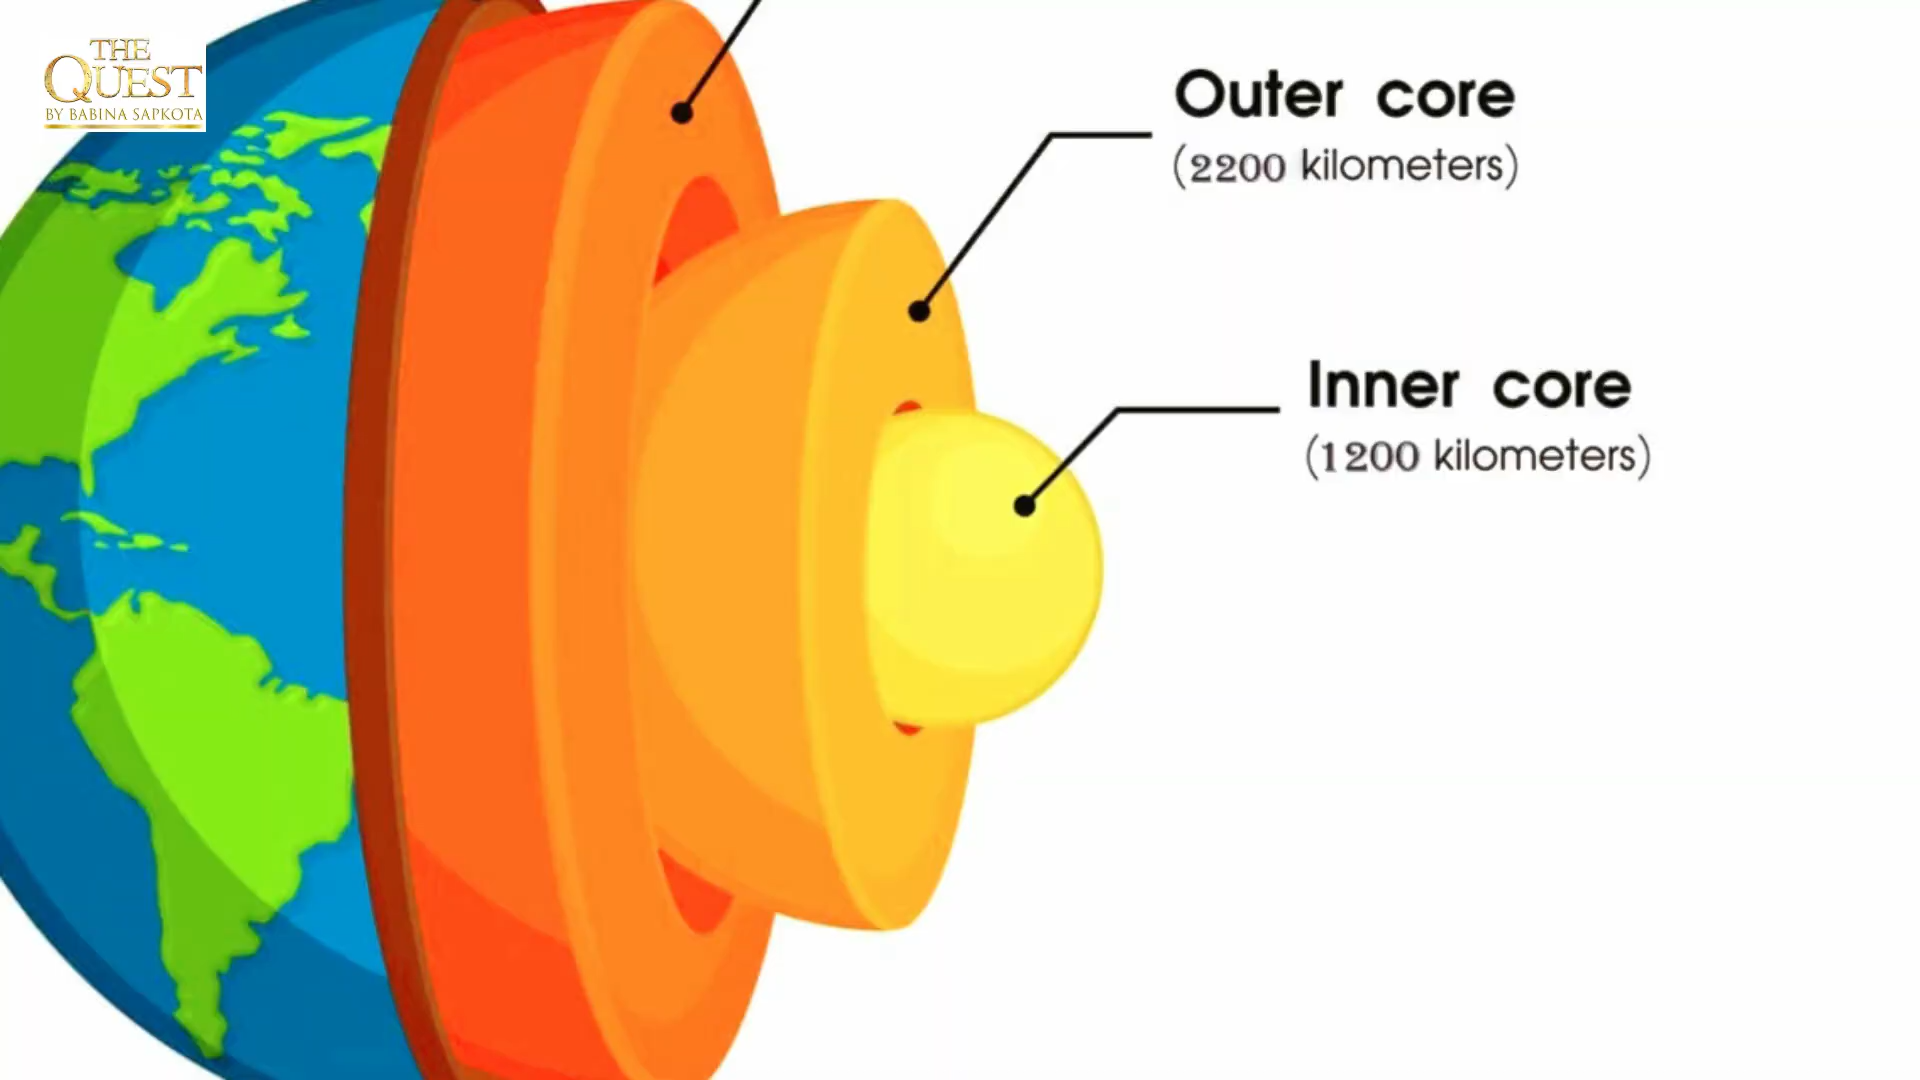 THE
QUEST
BY BABINA SAPKOTA
Outer core
(2200 kilometers)
Inner core
(1200 kilometers)